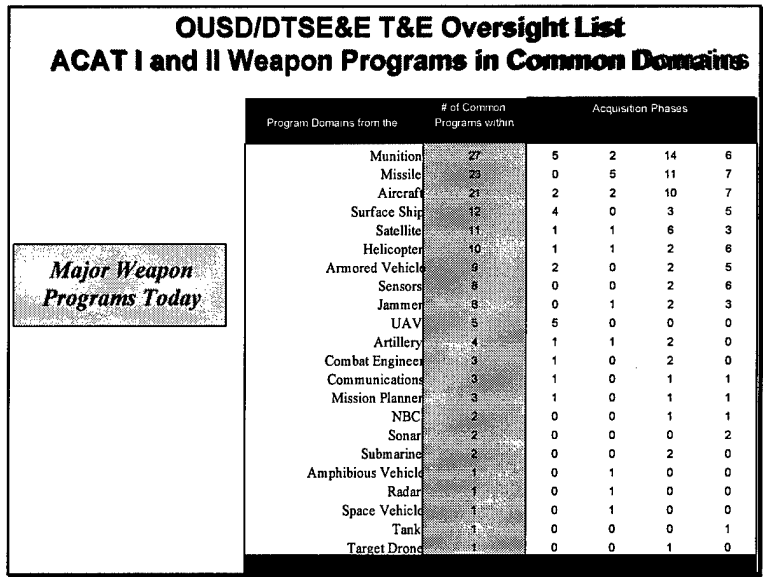 OUSD/DTSE&E T&E Oversight List
ACAT I and II Weapon Programs in Common Domains
Major Weapon
Programs Today
# of Common
Acquisition Phases
Program Domains from the
Programs within
Munition 27 5 2 14 6
Missile 23 0 5 11 7
Aircraft 21 2 2 10 7
Surface Ship 12 4 0 3 5
Satellite 11 1 1 6 3
Helicopter 10 1 1 2 6
Armored Vehicle 9 2 0 2 5
Sensors 8 0 0 2 6
Jammer 6 0 1 2 3
UAV 5 5 0 0 0
Artillery 4 1 1 2 0
Combat Engineer 3 1 0 2 0
Communications 3 1 0 1 1
Mission Planner 3 1 0 1 1
NBC 2 0 0 1 1
Sonar 2 0 0 0 2
Submarine 2 0 0 2 0
Amphibious Vehicle 1 0 1 0 0
Radar 1 0 1 0 0
Space Vehicle 1 0 1 0 0
Tank 1 0 0 0 1
Target Drone 1 0 0 1 0